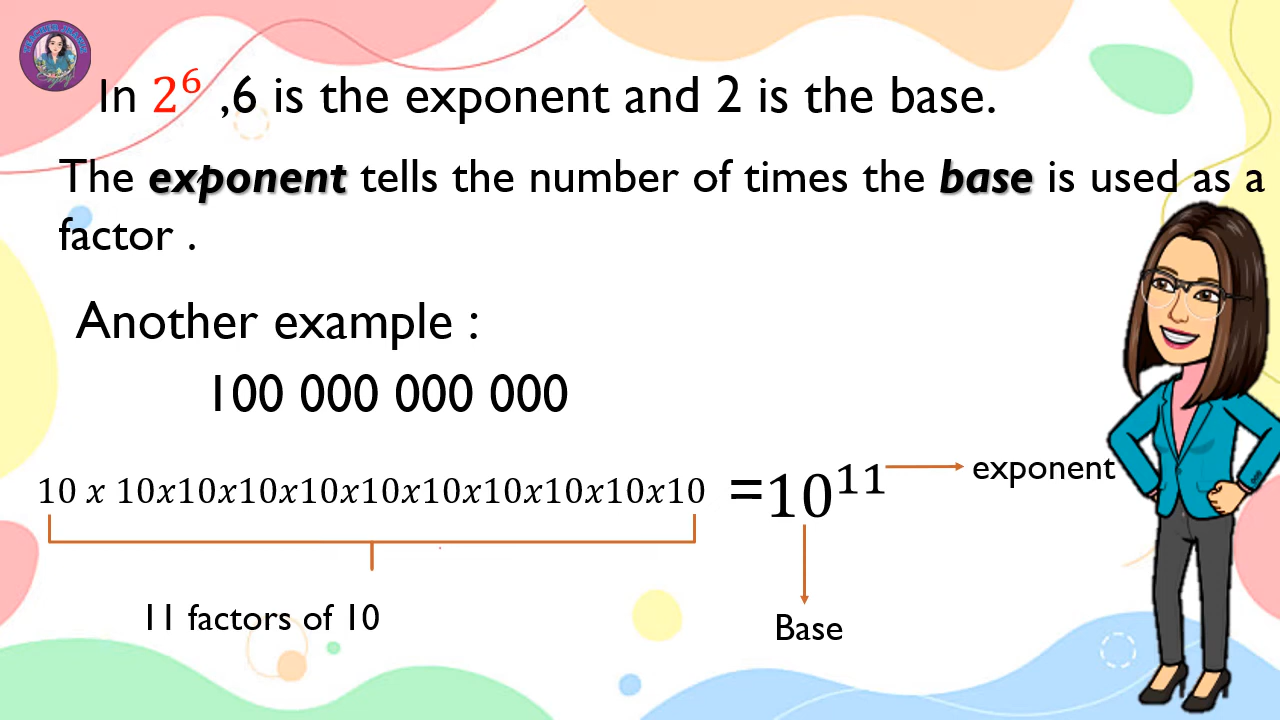 In 2⁶ ,6 is the exponent and 2 is the base.
The exponent tells the number of times the base is used as a
factor .
Another example :
100 000 000 000
10 x 10x10x10x10x10x10x10x10x10x10 =10¹¹ exponent
11 factors of 10
Base